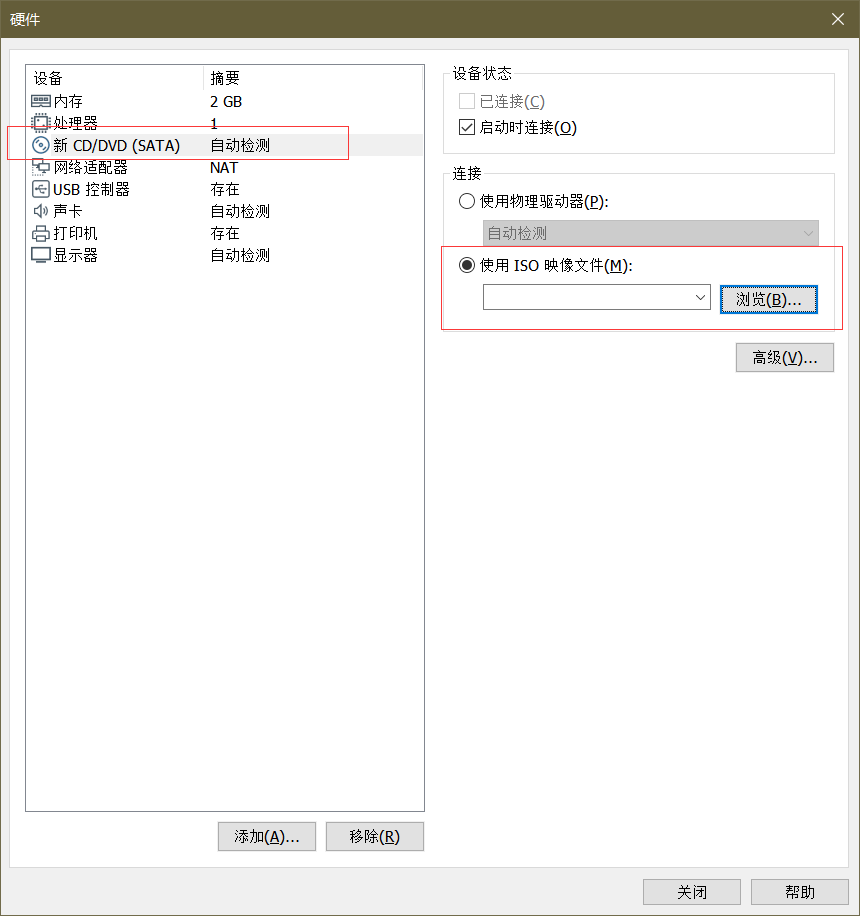 硬件
设备 摘要
内存 2 GB
处理器 1
新 CD/DVD (SATA) 自动检测
网络适配器 NAT
USB 控制器 存在
声卡 自动检测
打印机 存在
显示器 自动检测
添加(A)... 移除(R)
设备状态
已连接(C)
启动时连接(O)
连接
使用物理驱动器(P):
自动检测
使用 ISO 映像文件(M):
浏览(B)...
高级(V)...
关闭 帮助